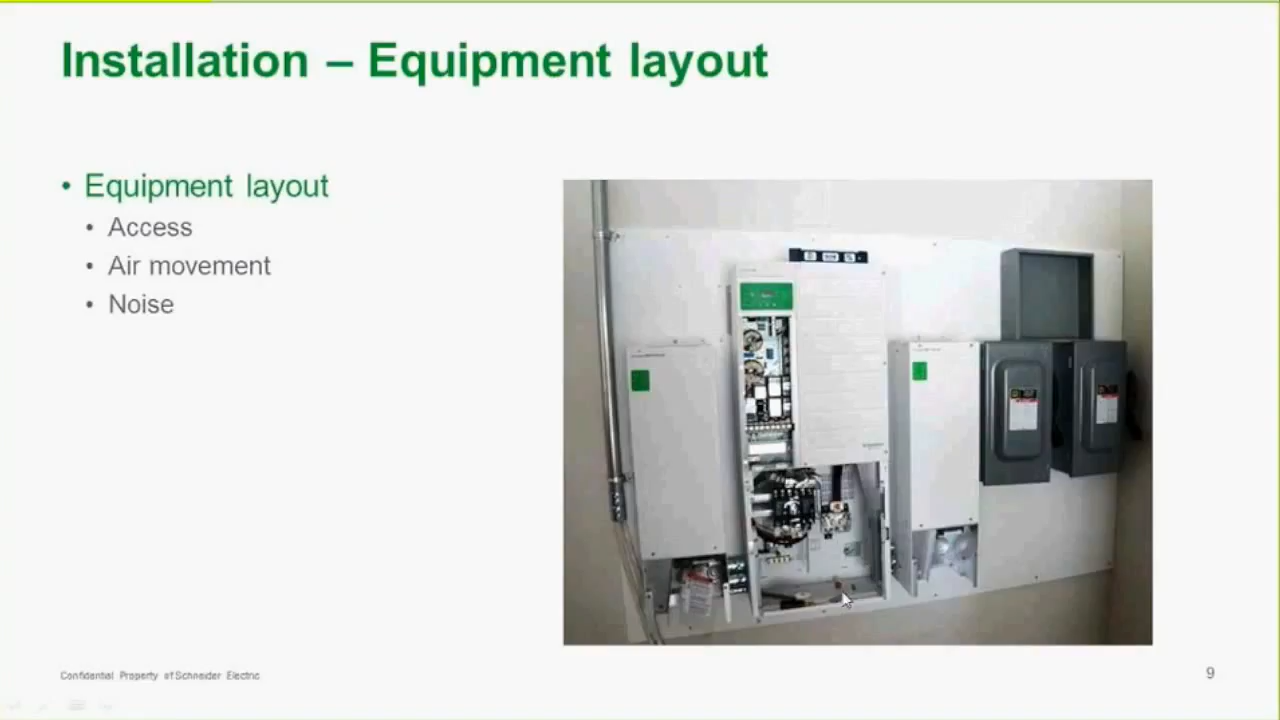 Installation – Equipment layout
• Equipment layout
• Access
• Air movement
• Noise
Confidential Property of Schneider Electric
9